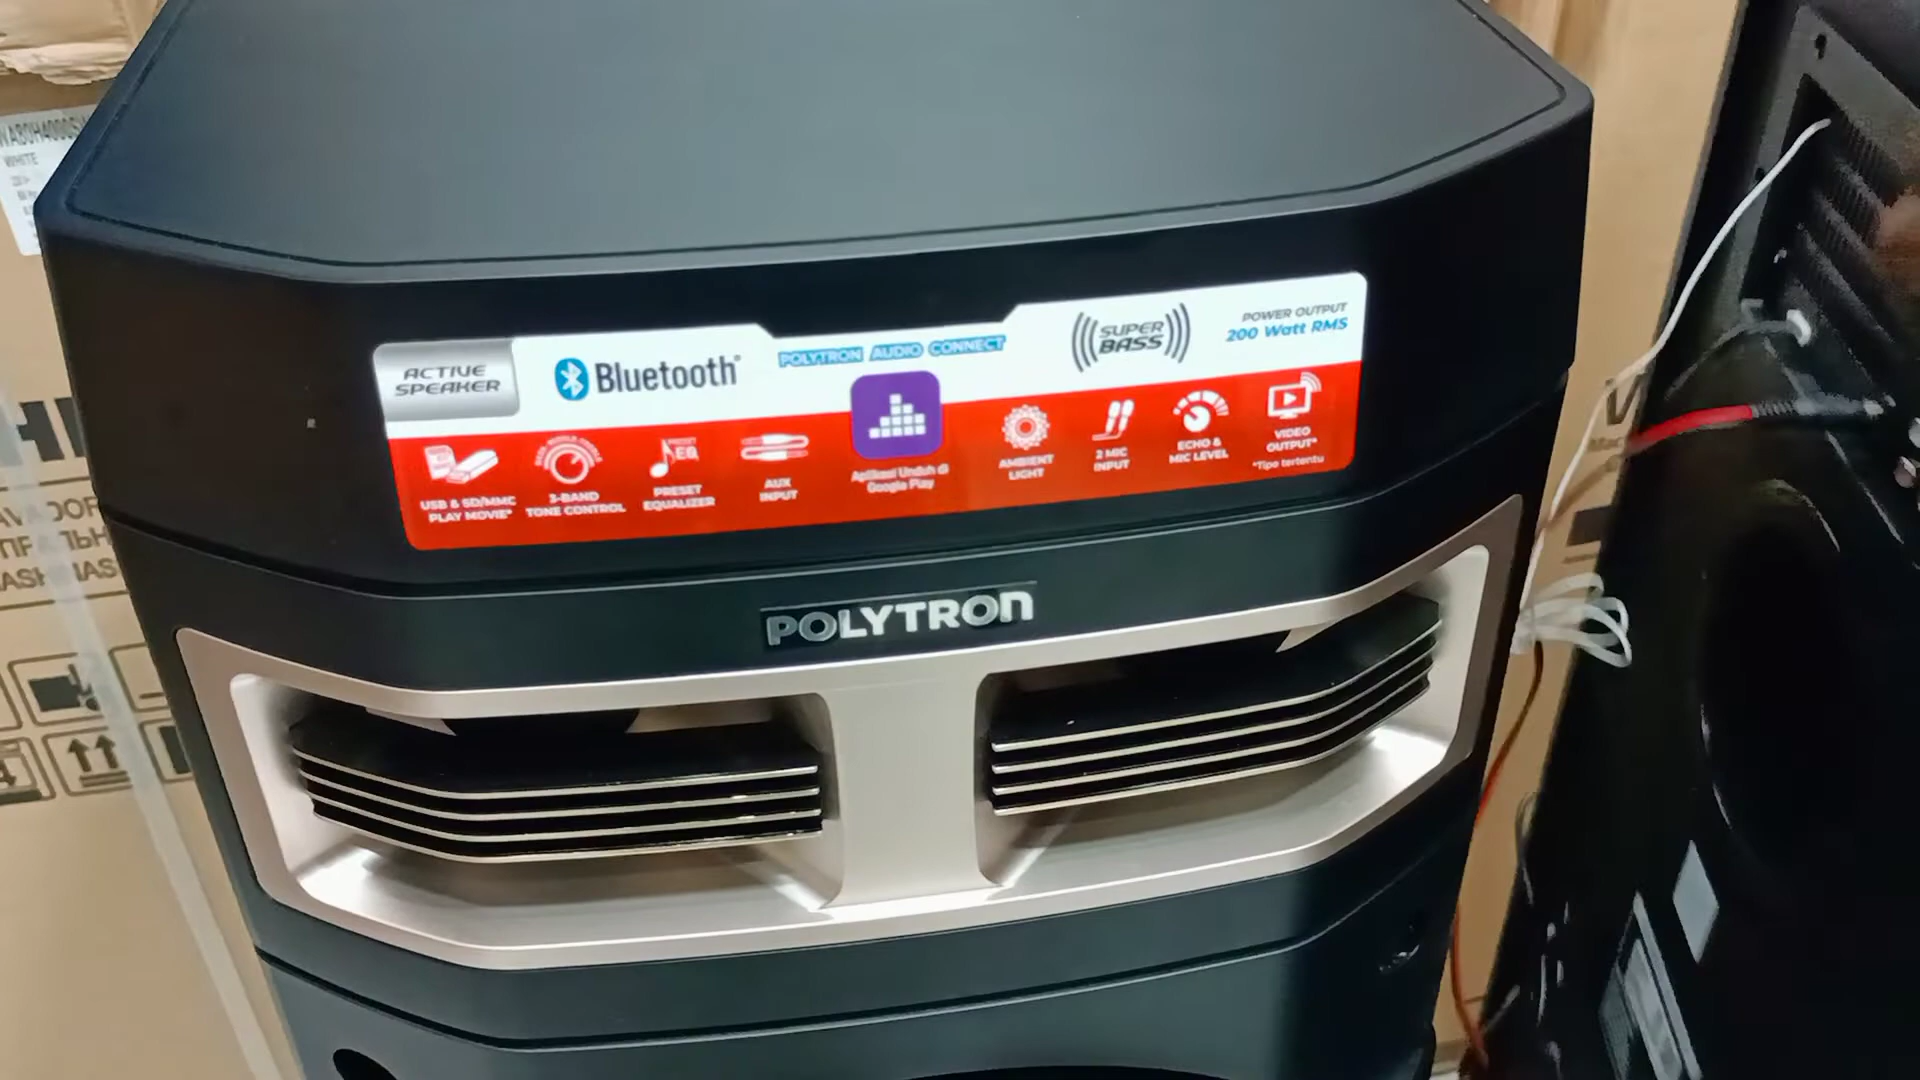 ACTIVE
SPEAKER
Bluetooth®
POLYTRON AUDIO CONNECT
SUPER
BASS
POWER OUTPUT
200 Watt RMS
USB & SD/MMC
PLAY MOVIE*
3-BAND
TONE CONTROL
PRESET
EQUALIZER
AUX
INPUT
Aplikasi Unduh di
Google Play
AMBIENT
LIGHT
2 MIC
INPUT
ECHO &
MIC LEVEL
VIDEO
OUTPUT*
*Tipe tertentu
POLYTRON
WHITE